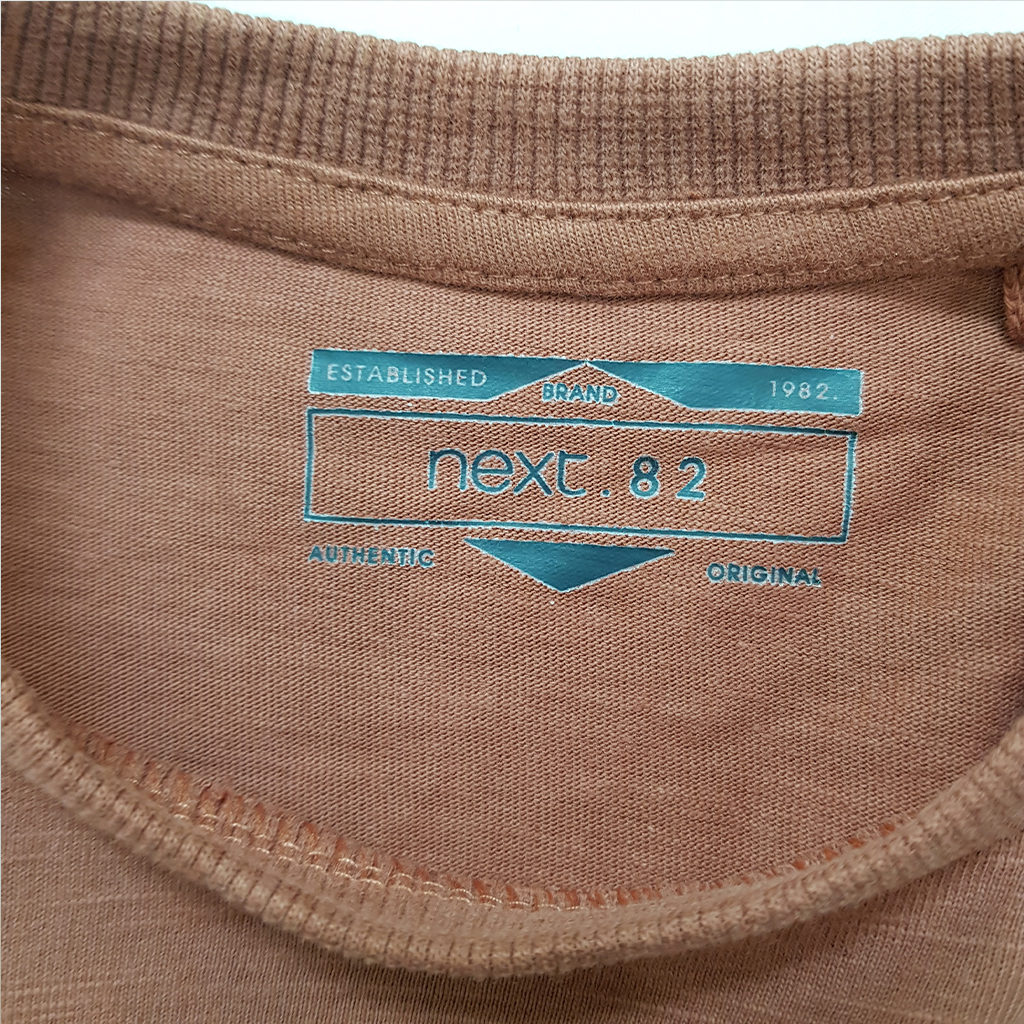 ESTABLISHED BRAND 1982.
next.82
AUTHENTIC ORIGINAL